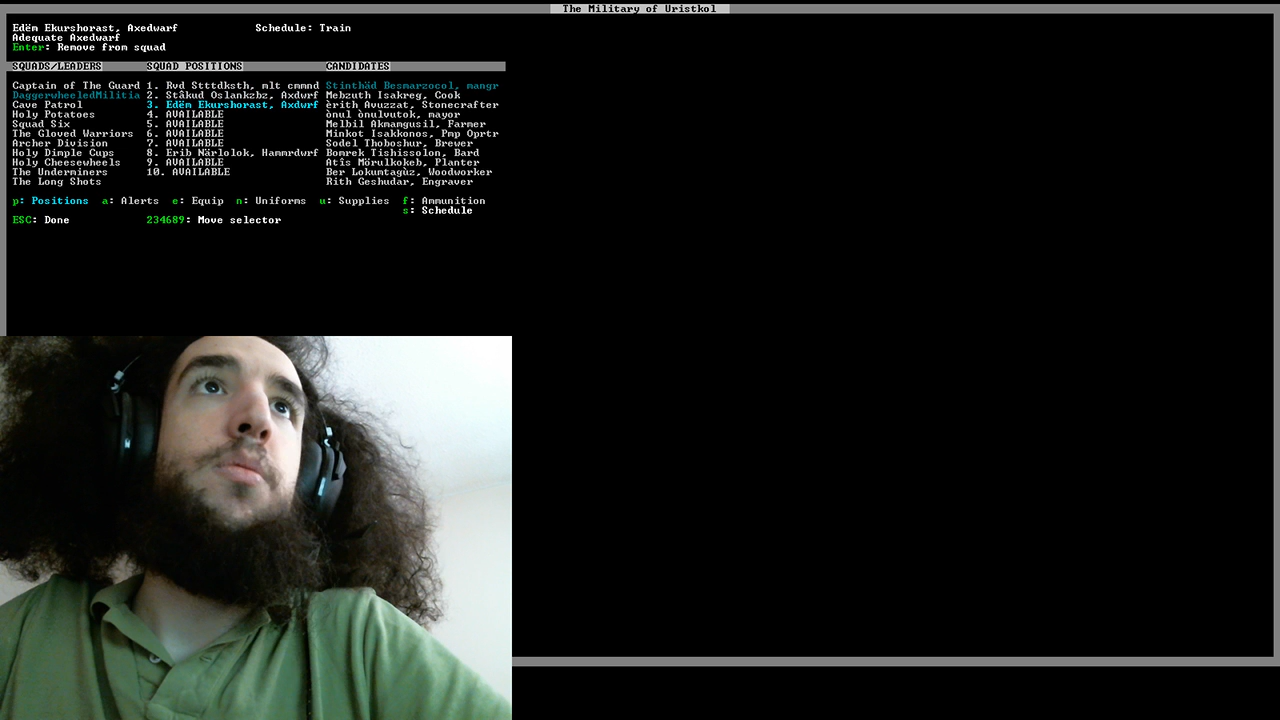 The Military of Uristkol
Edëm Ekurshorast, Axedwarf Schedule: Train
Adequate Axedwarf
Enter: Remove from squad
SQUADS/LEADERS SQUAD POSITIONS CANDIDATES
Captain of The Guard 1. Rvd Stttdksth, mlt cmmnd Stinthäd Besmarzocol, mangr
DaggerwheeledMilitia 2. Ståkud Oslankzbz, Axdwrf Mebzuth Isakreg, Cook
Cave Patrol 3. Edëm Ekurshorast, Axdwrf èrith Avuzzat, Stonecrafter
Holy Potatoes 4. AVAILABLE ònul ònulvutok, mayor
Squad Six 5. AVAILABLE Melbil Akmamgusil, Farmer
The Gloved Warriors 6. AVAILABLE Minkot Isakkonos, Pmp Oprtr
Archer Division 7. AVAILABLE Sodel Thoboshur, Brewer
Holy Dimple Cups 8. Erib Närlolok, Hammrdwrf Bomrek Tishissolon, Bard
Holy Cheesewheels 9. AVAILABLE Atîs Mörulkokeb, Planter
The Undermïners 10. AVAILABLE Ber Lokumtagùz, Woodworker
The Long Shots Rith Geshudar, Engraver
p: Positions a: Alerts e: Equip n: Uniforms u: Supplies f: Ammunition
s: Schedule
ESC: Done 234689: Move selector